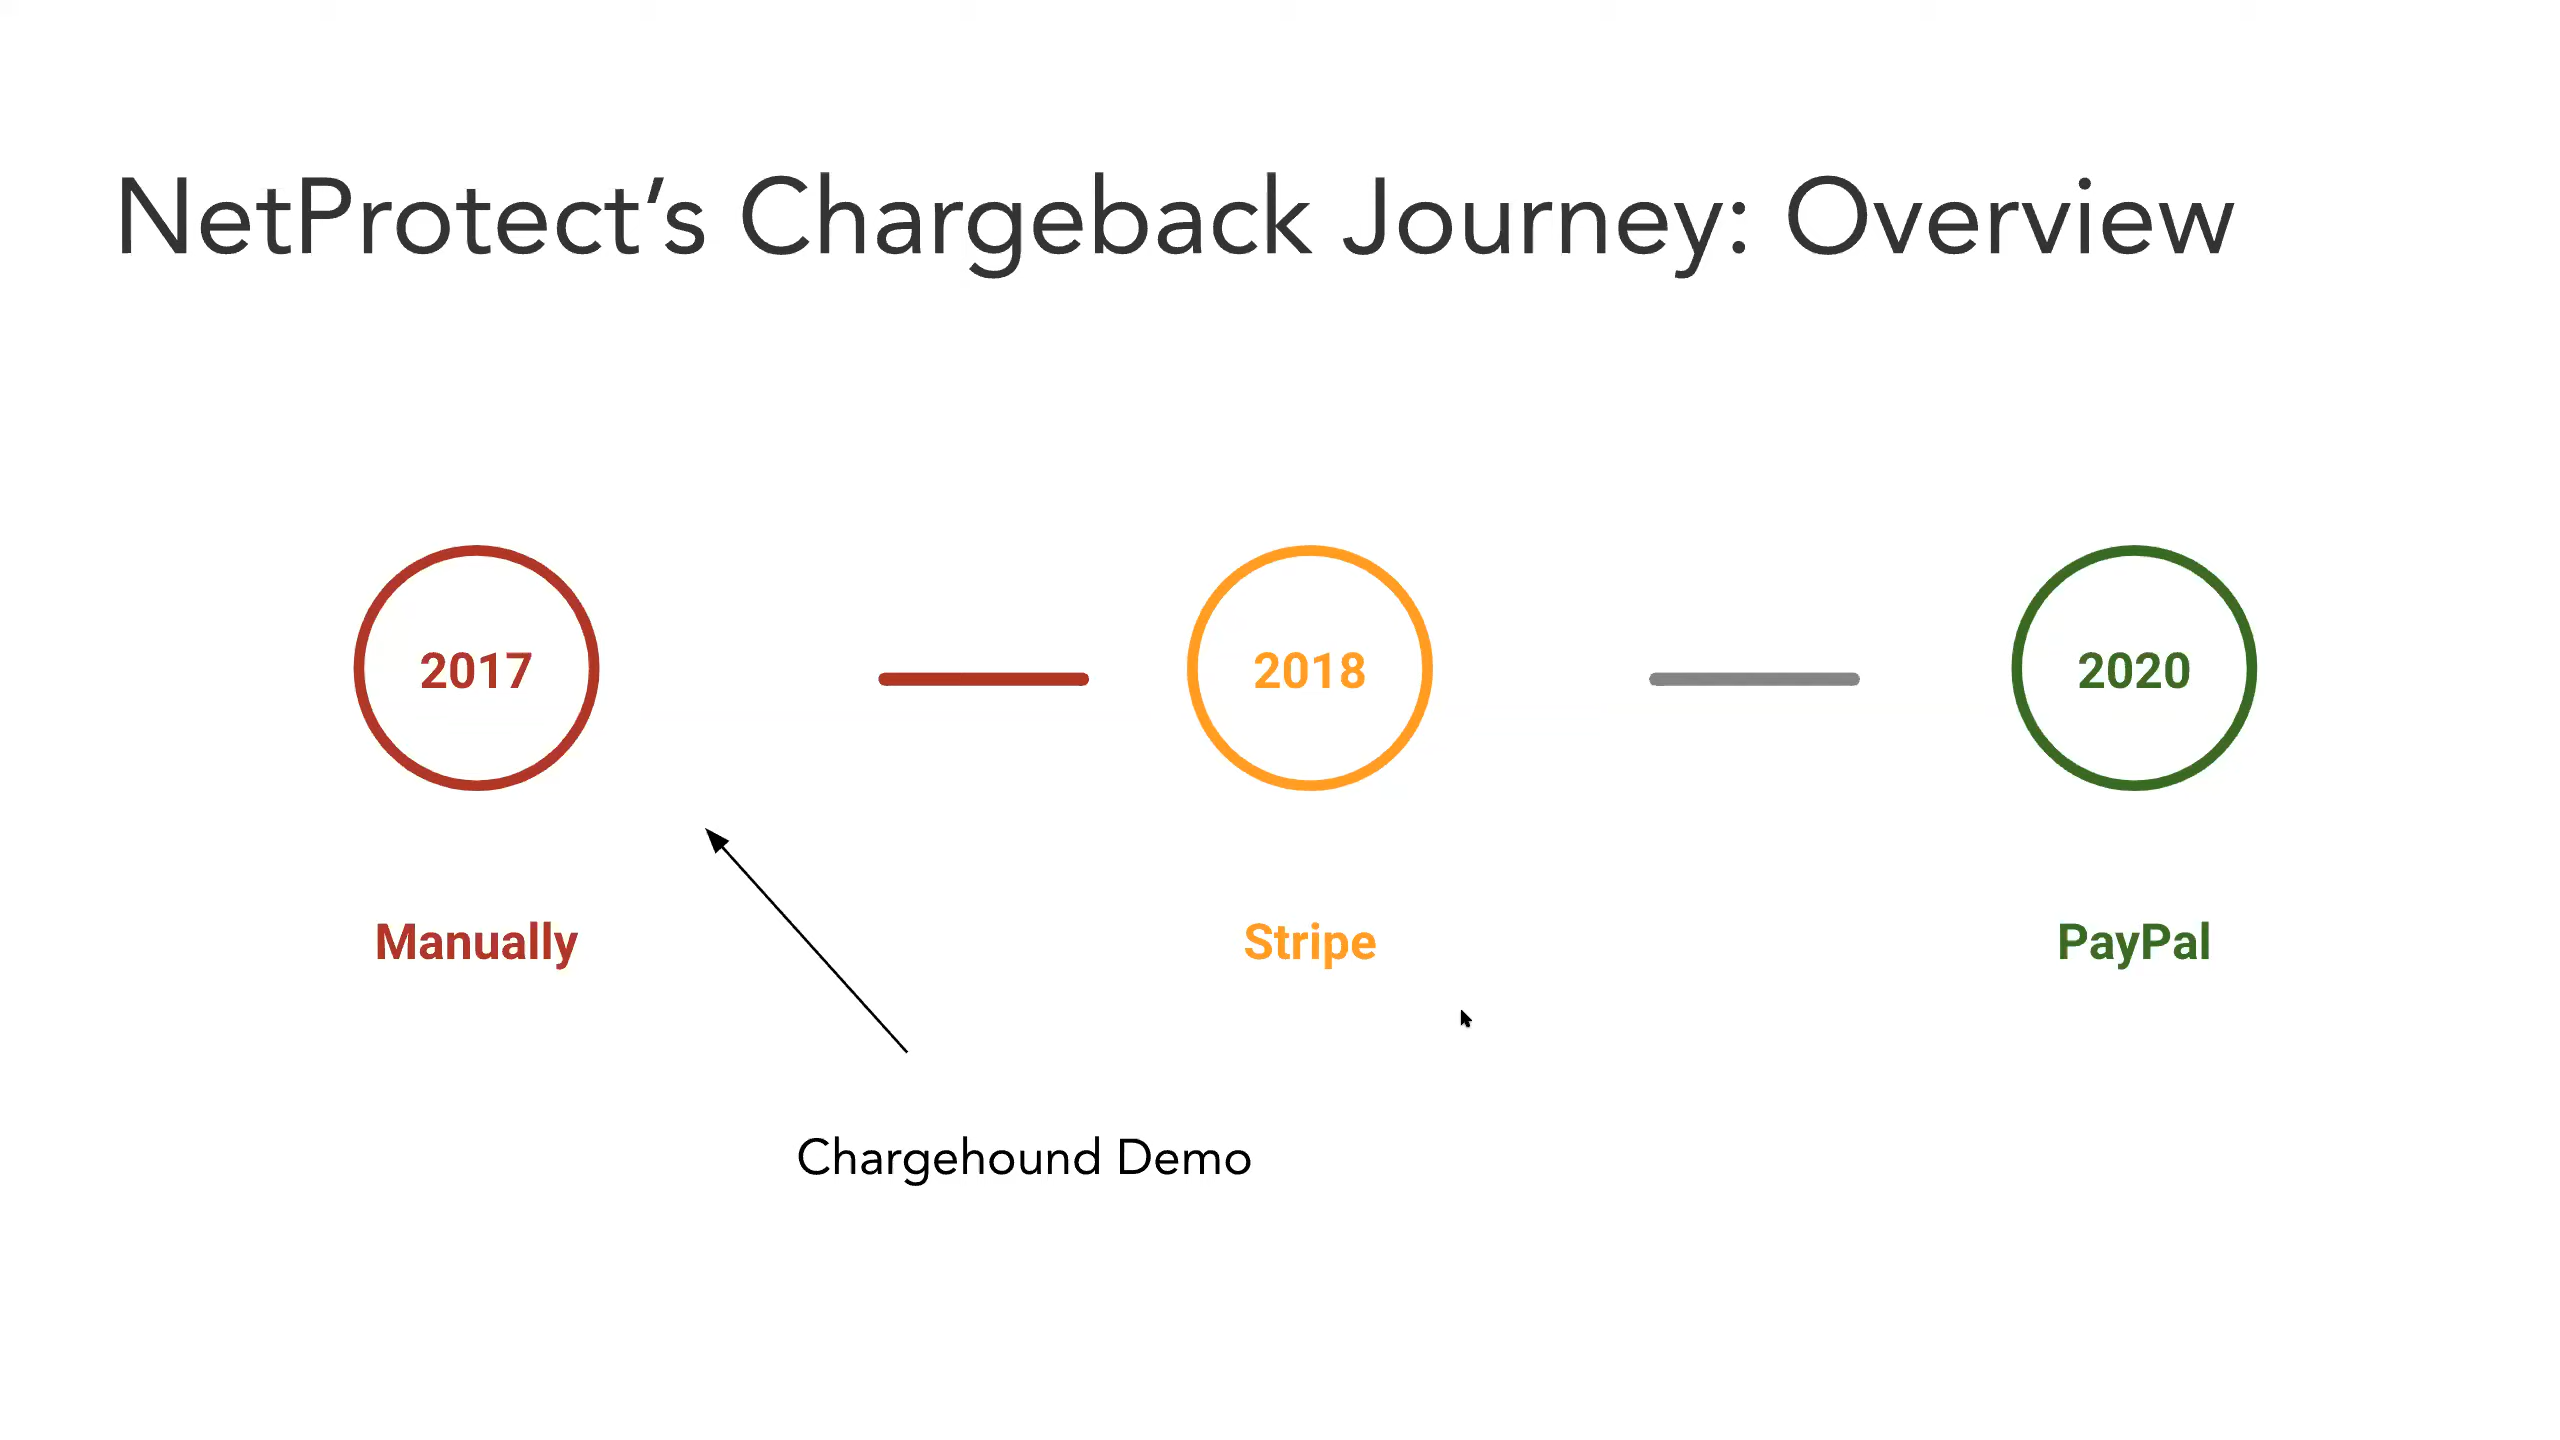 NetProtect’s Chargeback Journey: Overview
2017
2018
2020
Manually
Stripe
PayPal
Chargehound Demo